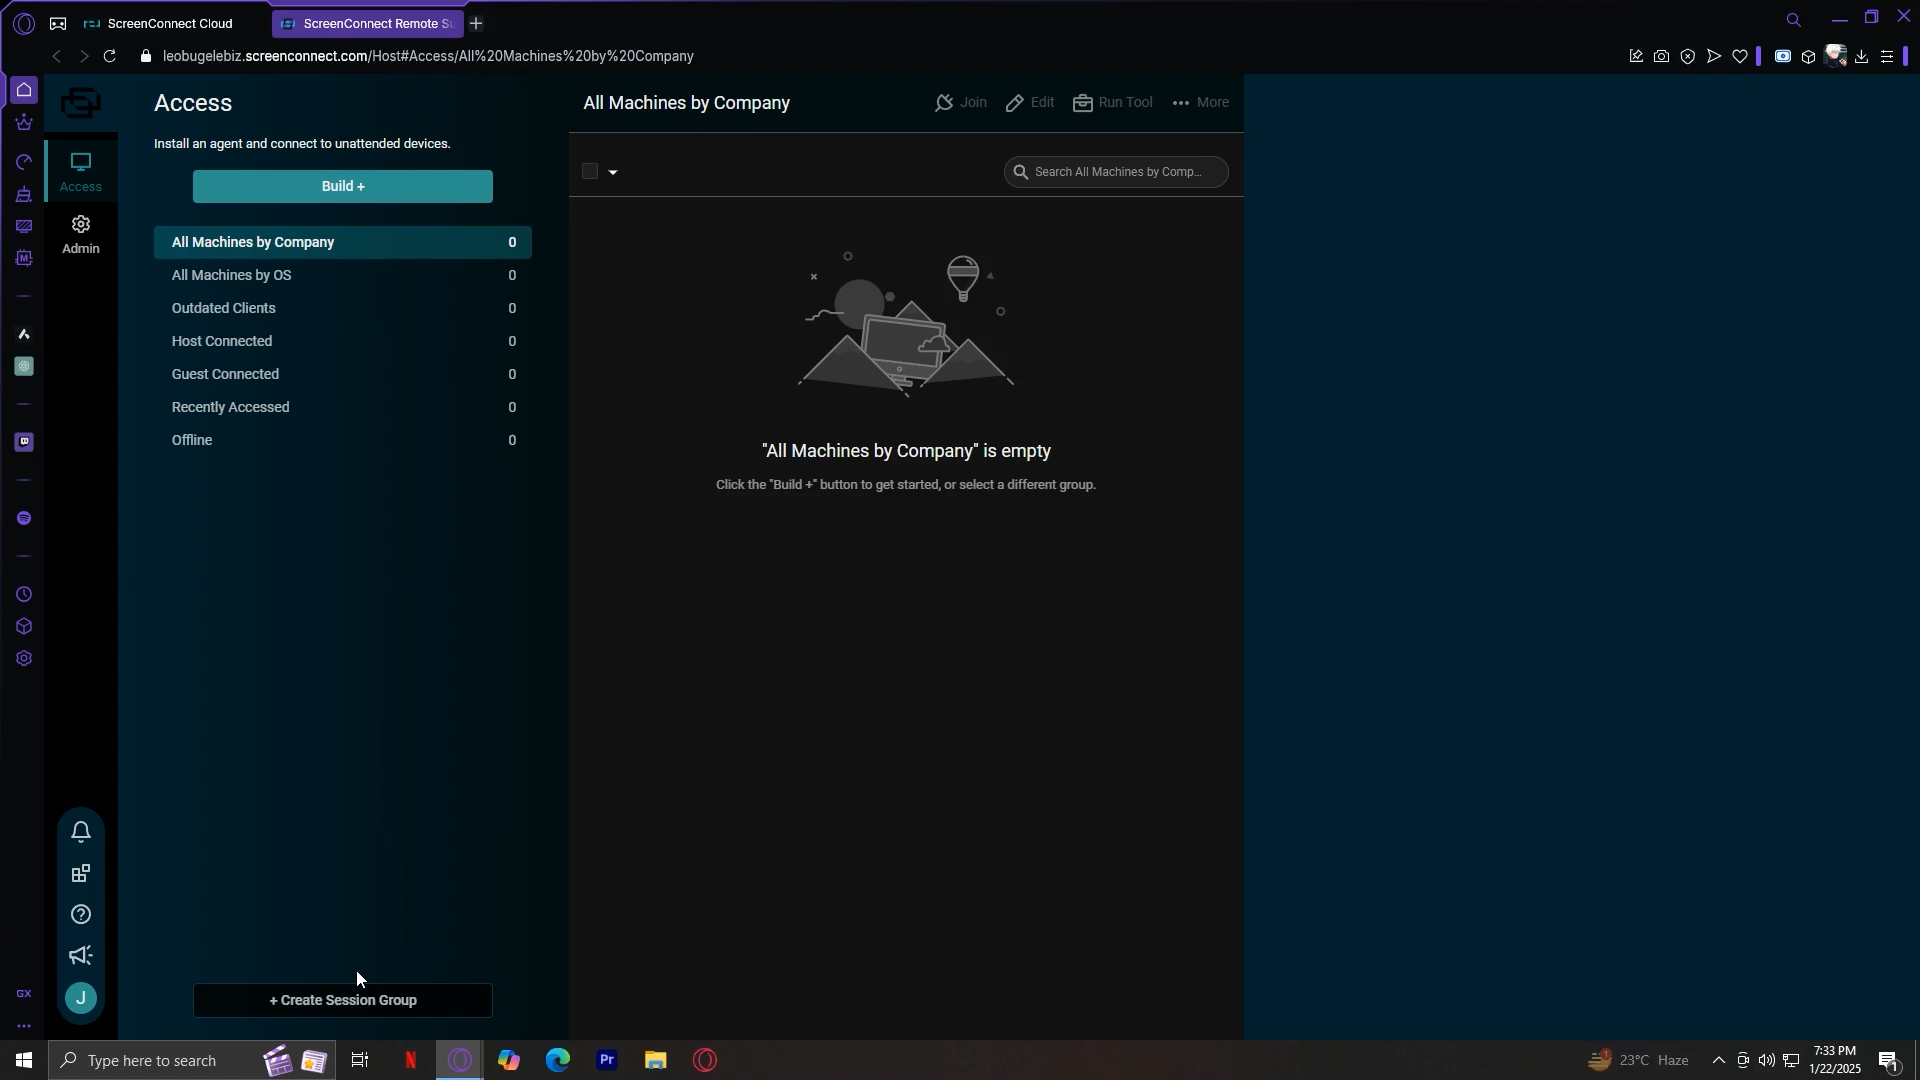 ScreenConnect Cloud
ScreenConnect Remote Su
leobugelebiz.screenconnect.com/Host#Access/All%20Machines%20by%20Company
Access
Install an agent and connect to unattended devices.
Build +
All Machines by Company 0
All Machines by OS 0
Outdated Clients 0
Host Connected 0
Guest Connected 0
Recently Accessed 0
Offline 0
+ Create Session Group
Access
Admin
J
GX
M
All Machines by Company
Join
Edit
Run Tool
More
Search All Machines by Comp...
"All Machines by Company" is empty
Click the "Build +" button to get started, or select a different group.
Type here to search
N
Pr
1
23°C Haze
7:33 PM
1/22/2025
1